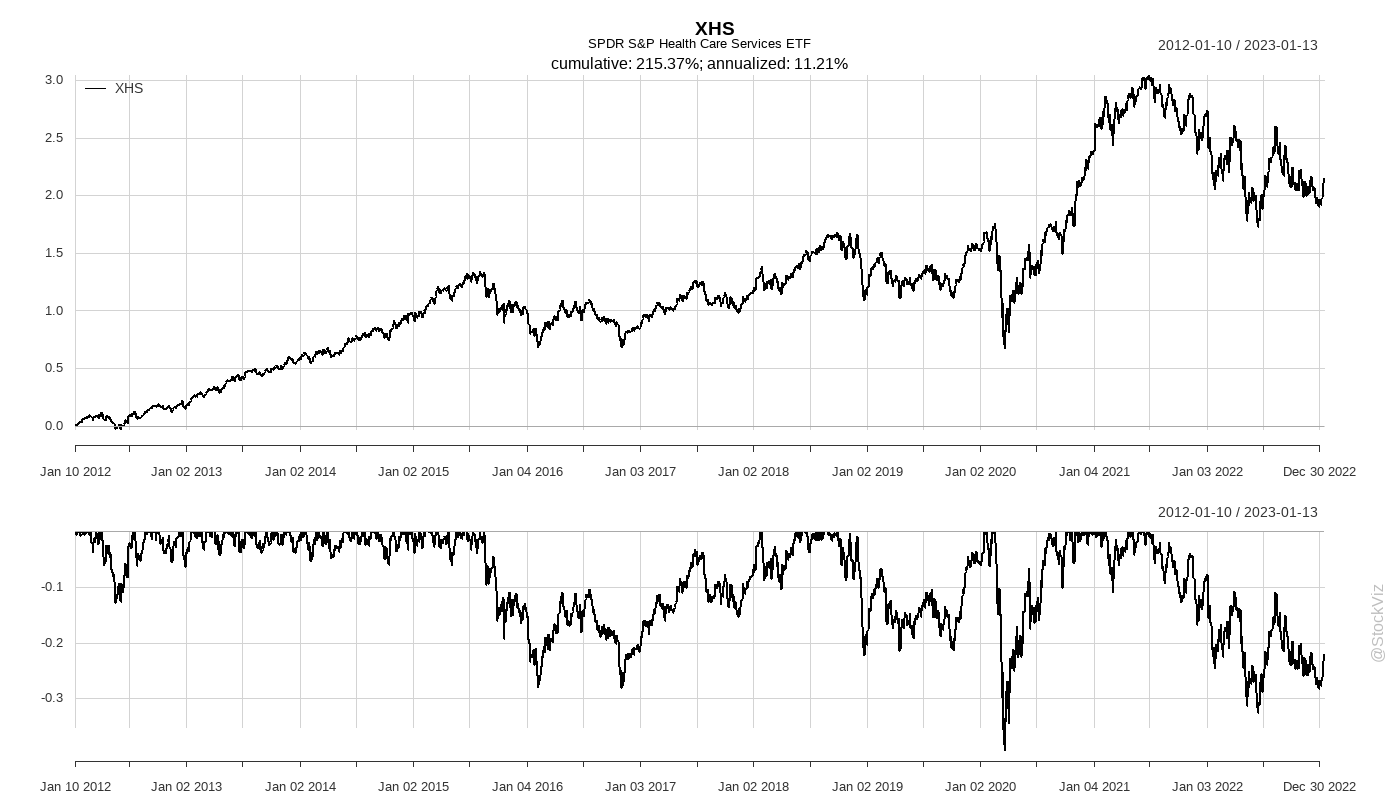 XHS
SPDR S&P Health Care Services ETF
cumulative: 215.37%; annualized: 11.21%
2012-01-10 / 2023-01-13
XHS
3.0
2.5
2.0
1.5
1.0
0.5
0.0
Jan 10 2012 Jan 02 2013 Jan 02 2014 Jan 02 2015 Jan 04 2016 Jan 03 2017 Jan 02 2018 Jan 02 2019 Jan 02 2020 Jan 04 2021 Jan 03 2022 Dec 30 2022
2012-01-10 / 2023-01-13
-0.1
-0.2
-0.3
Jan 10 2012 Jan 02 2013 Jan 02 2014 Jan 02 2015 Jan 04 2016 Jan 03 2017 Jan 02 2018 Jan 02 2019 Jan 02 2020 Jan 04 2021 Jan 03 2022 Dec 30 2022
@StockViz